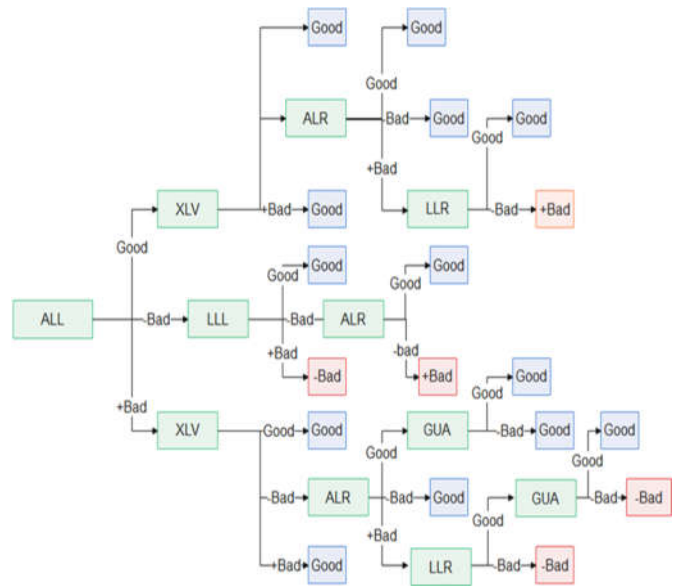 Good Good
Good
ALR -Bad Good Good
Good
+Bad
XLV +Bad Good LLR -Bad +Bad
Good
Good Good
Good Good
ALL -Bad LLL -Bad ALR
+Bad -bad
-Bad +Bad
Good
+Bad
XLV -Good Good GUA -Bad Good Good
Good Good
-Bad ALR -Bad Good GUA -Bad -Bad
Good
+Bad
+Bad Good LLR -Bad -Bad